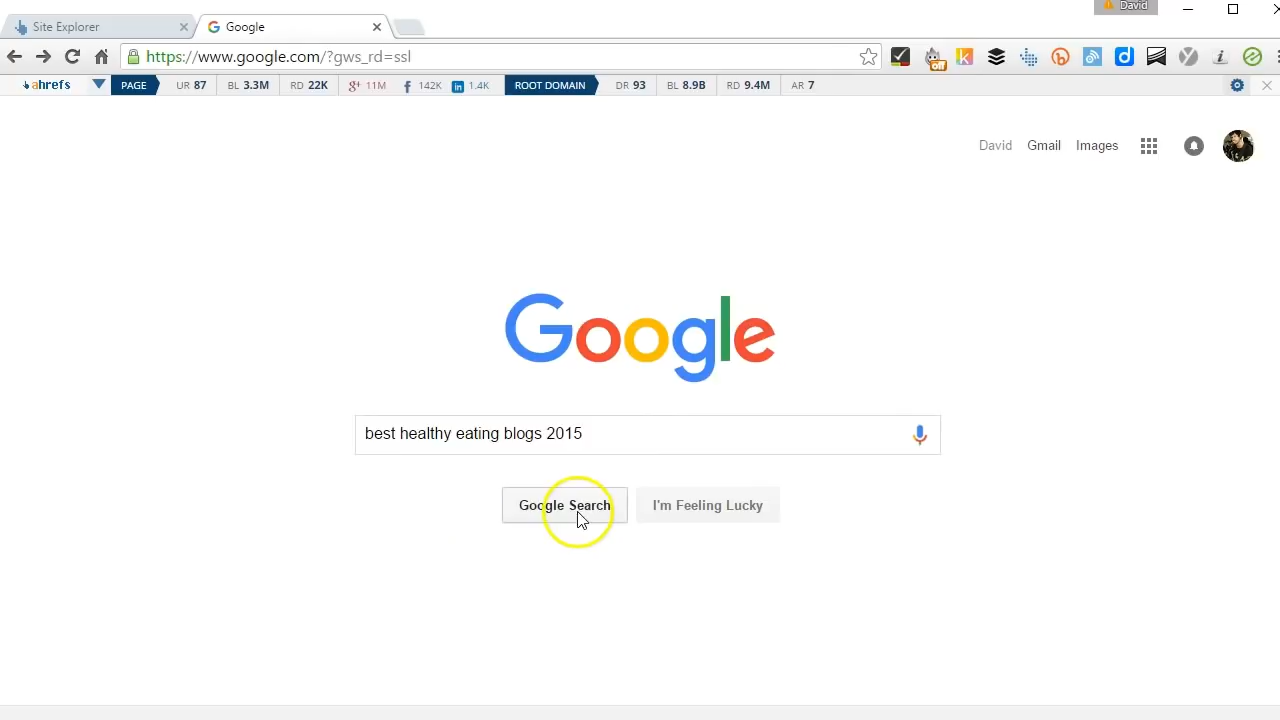 David
Site Explorer
Google
https://www.google.com/?gws_rd=ssl
off
ahrefs PAGE UR 87 BL 3.3M RD 22K g+ 11M 142K in 1.4K ROOT DOMAIN DR 93 BL 8.9B RD 9.4M AR 7
David Gmail Images
Google
best healthy eating blogs 2015
Google Search I'm Feeling Lucky